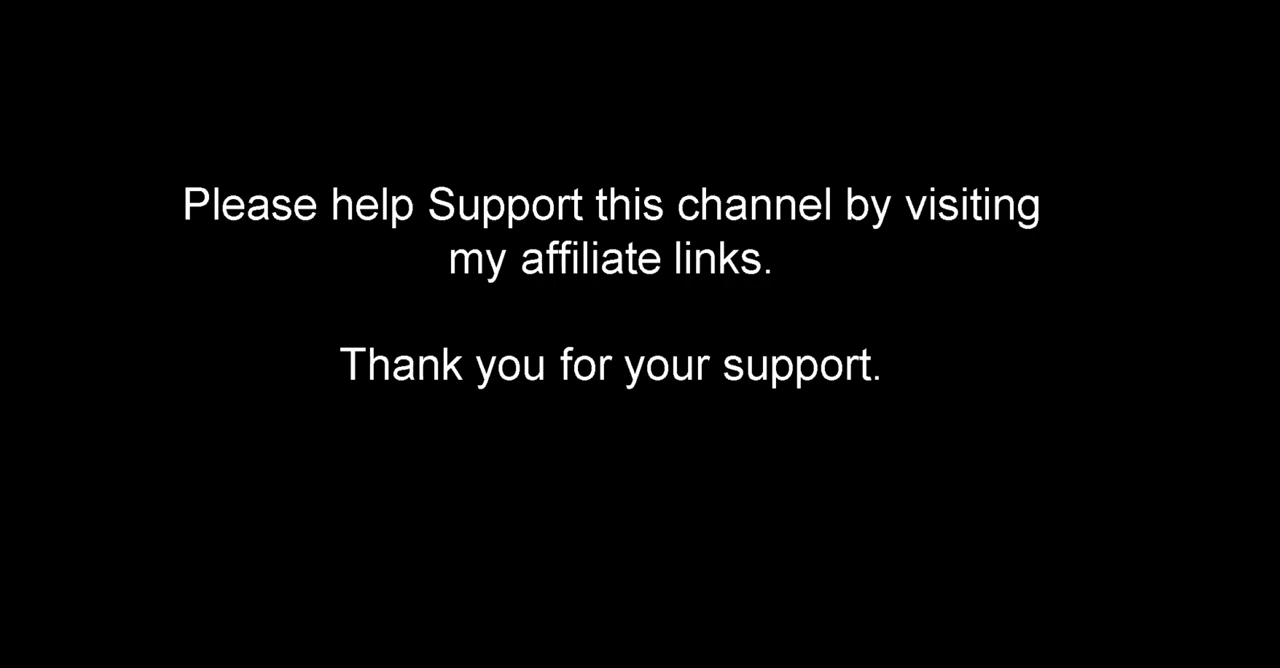 Please help Support this channel by visiting
my affiliate links.
Thank you for your support.